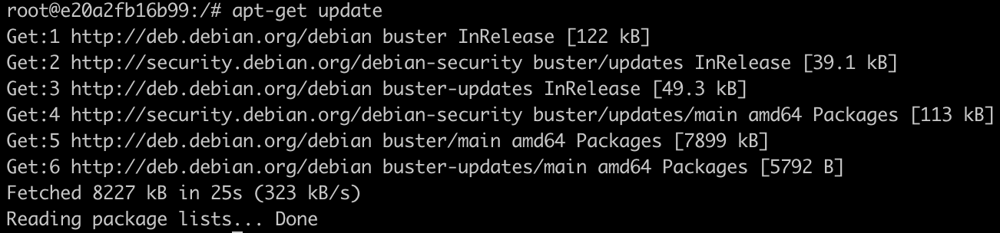 root@e20a2fb16b99:/# apt-get update
Get:1 http://deb.debian.org/debian buster InRelease [122 kB]
Get:2 http://security.debian.org/debian-security buster/updates InRelease [39.1 kB]
Get:3 http://deb.debian.org/debian buster-updates InRelease [49.3 kB]
Get:4 http://security.debian.org/debian-security buster/updates/main amd64 Packages [113 kB]
Get:5 http://deb.debian.org/debian buster/main amd64 Packages [7899 kB]
Get:6 http://deb.debian.org/debian buster-updates/main amd64 Packages [5792 B]
Fetched 8227 kB in 25s (323 kB/s)
Reading package lists... Done